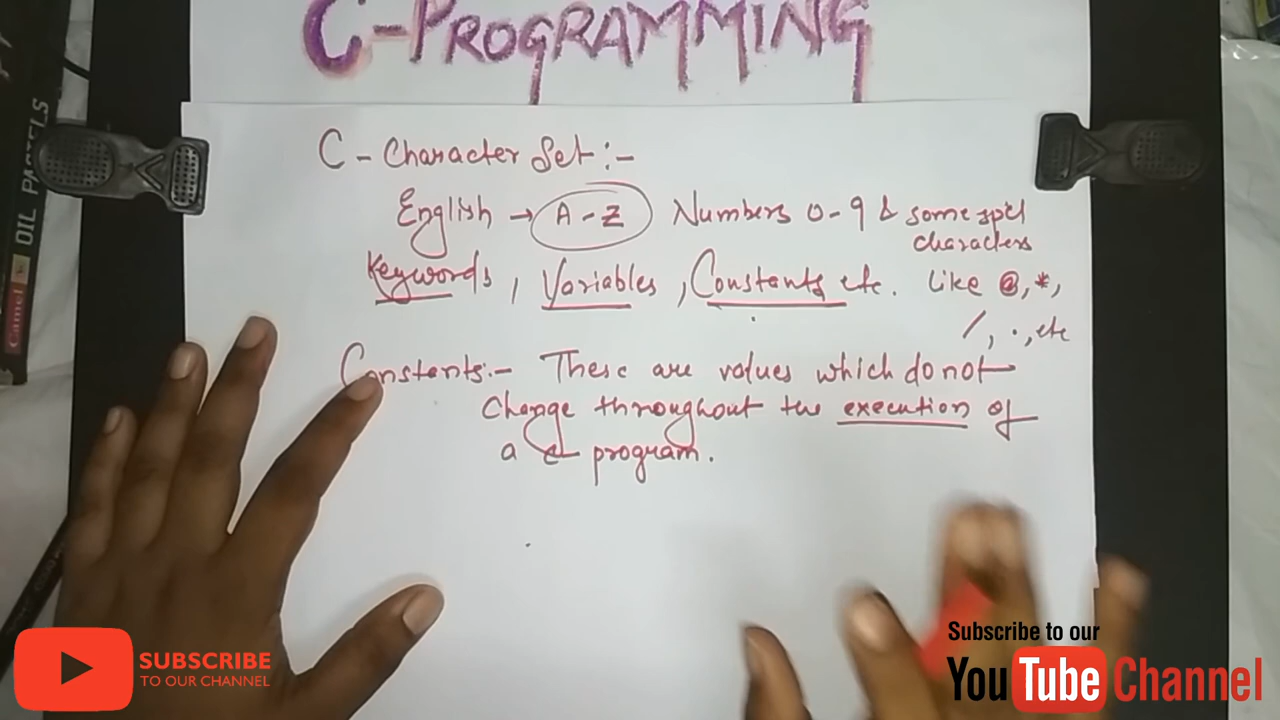 C-PROGRAMMING
C - Character Set :-
English → A - Z Numbers 0-9 & some spcl
characters
Keywords, Variables, Constants etc. like @, *,
/, ., etc
Constants:- These are values which do not
change throughout the execution of
a C program.
OIL PASTELS
Camel
SUBSCRIBE
TO OUR CHANNEL
Subscribe to our
YouTube Channel